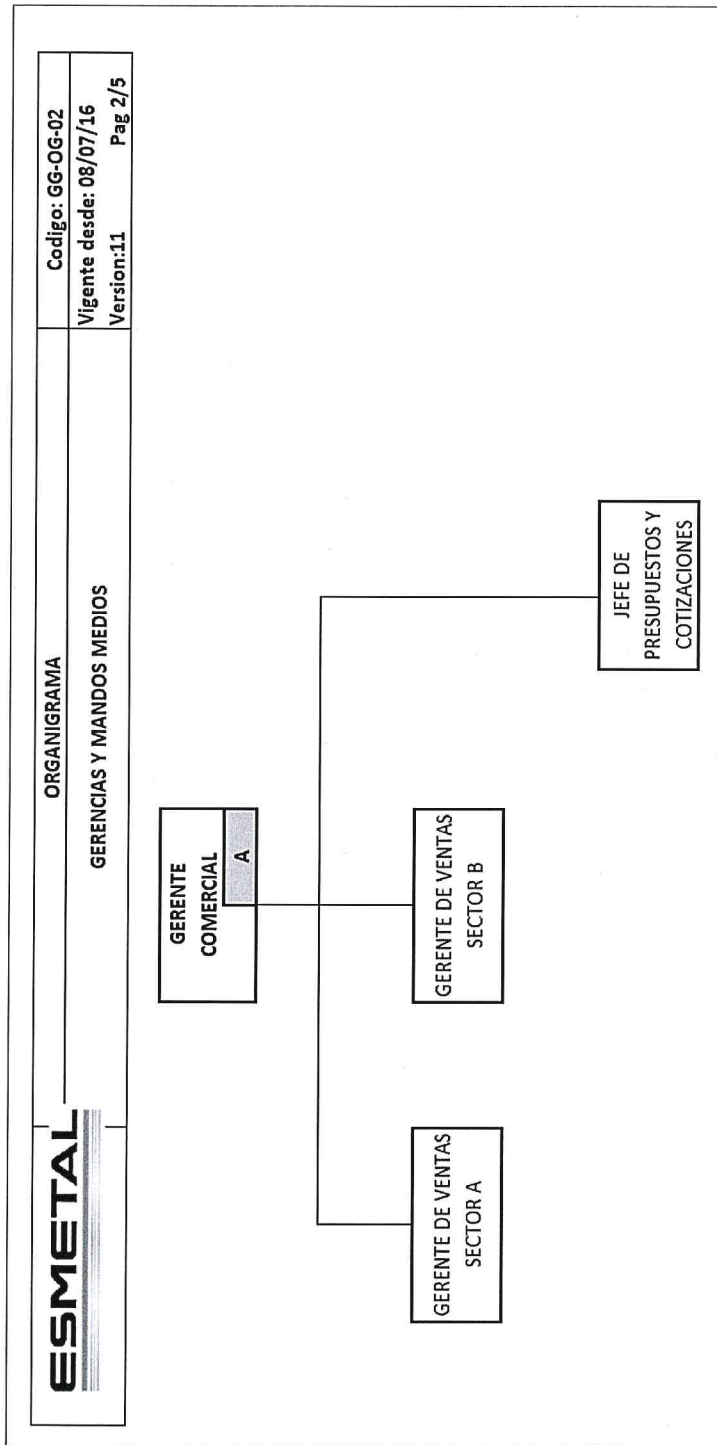 ESMETAL
ORGANIGRAMA
GERENCIAS Y MANDOS MEDIOS
Codigo: GG-OG-02
Vigente desde: 08/07/16
Version:11 Pag 2/5
GERENTE
COMERCIAL
A
GERENTE DE VENTAS
SECTOR A
GERENTE DE VENTAS
SECTOR B
JEFE DE
PRESUPUESTOS Y
COTIZACIONES